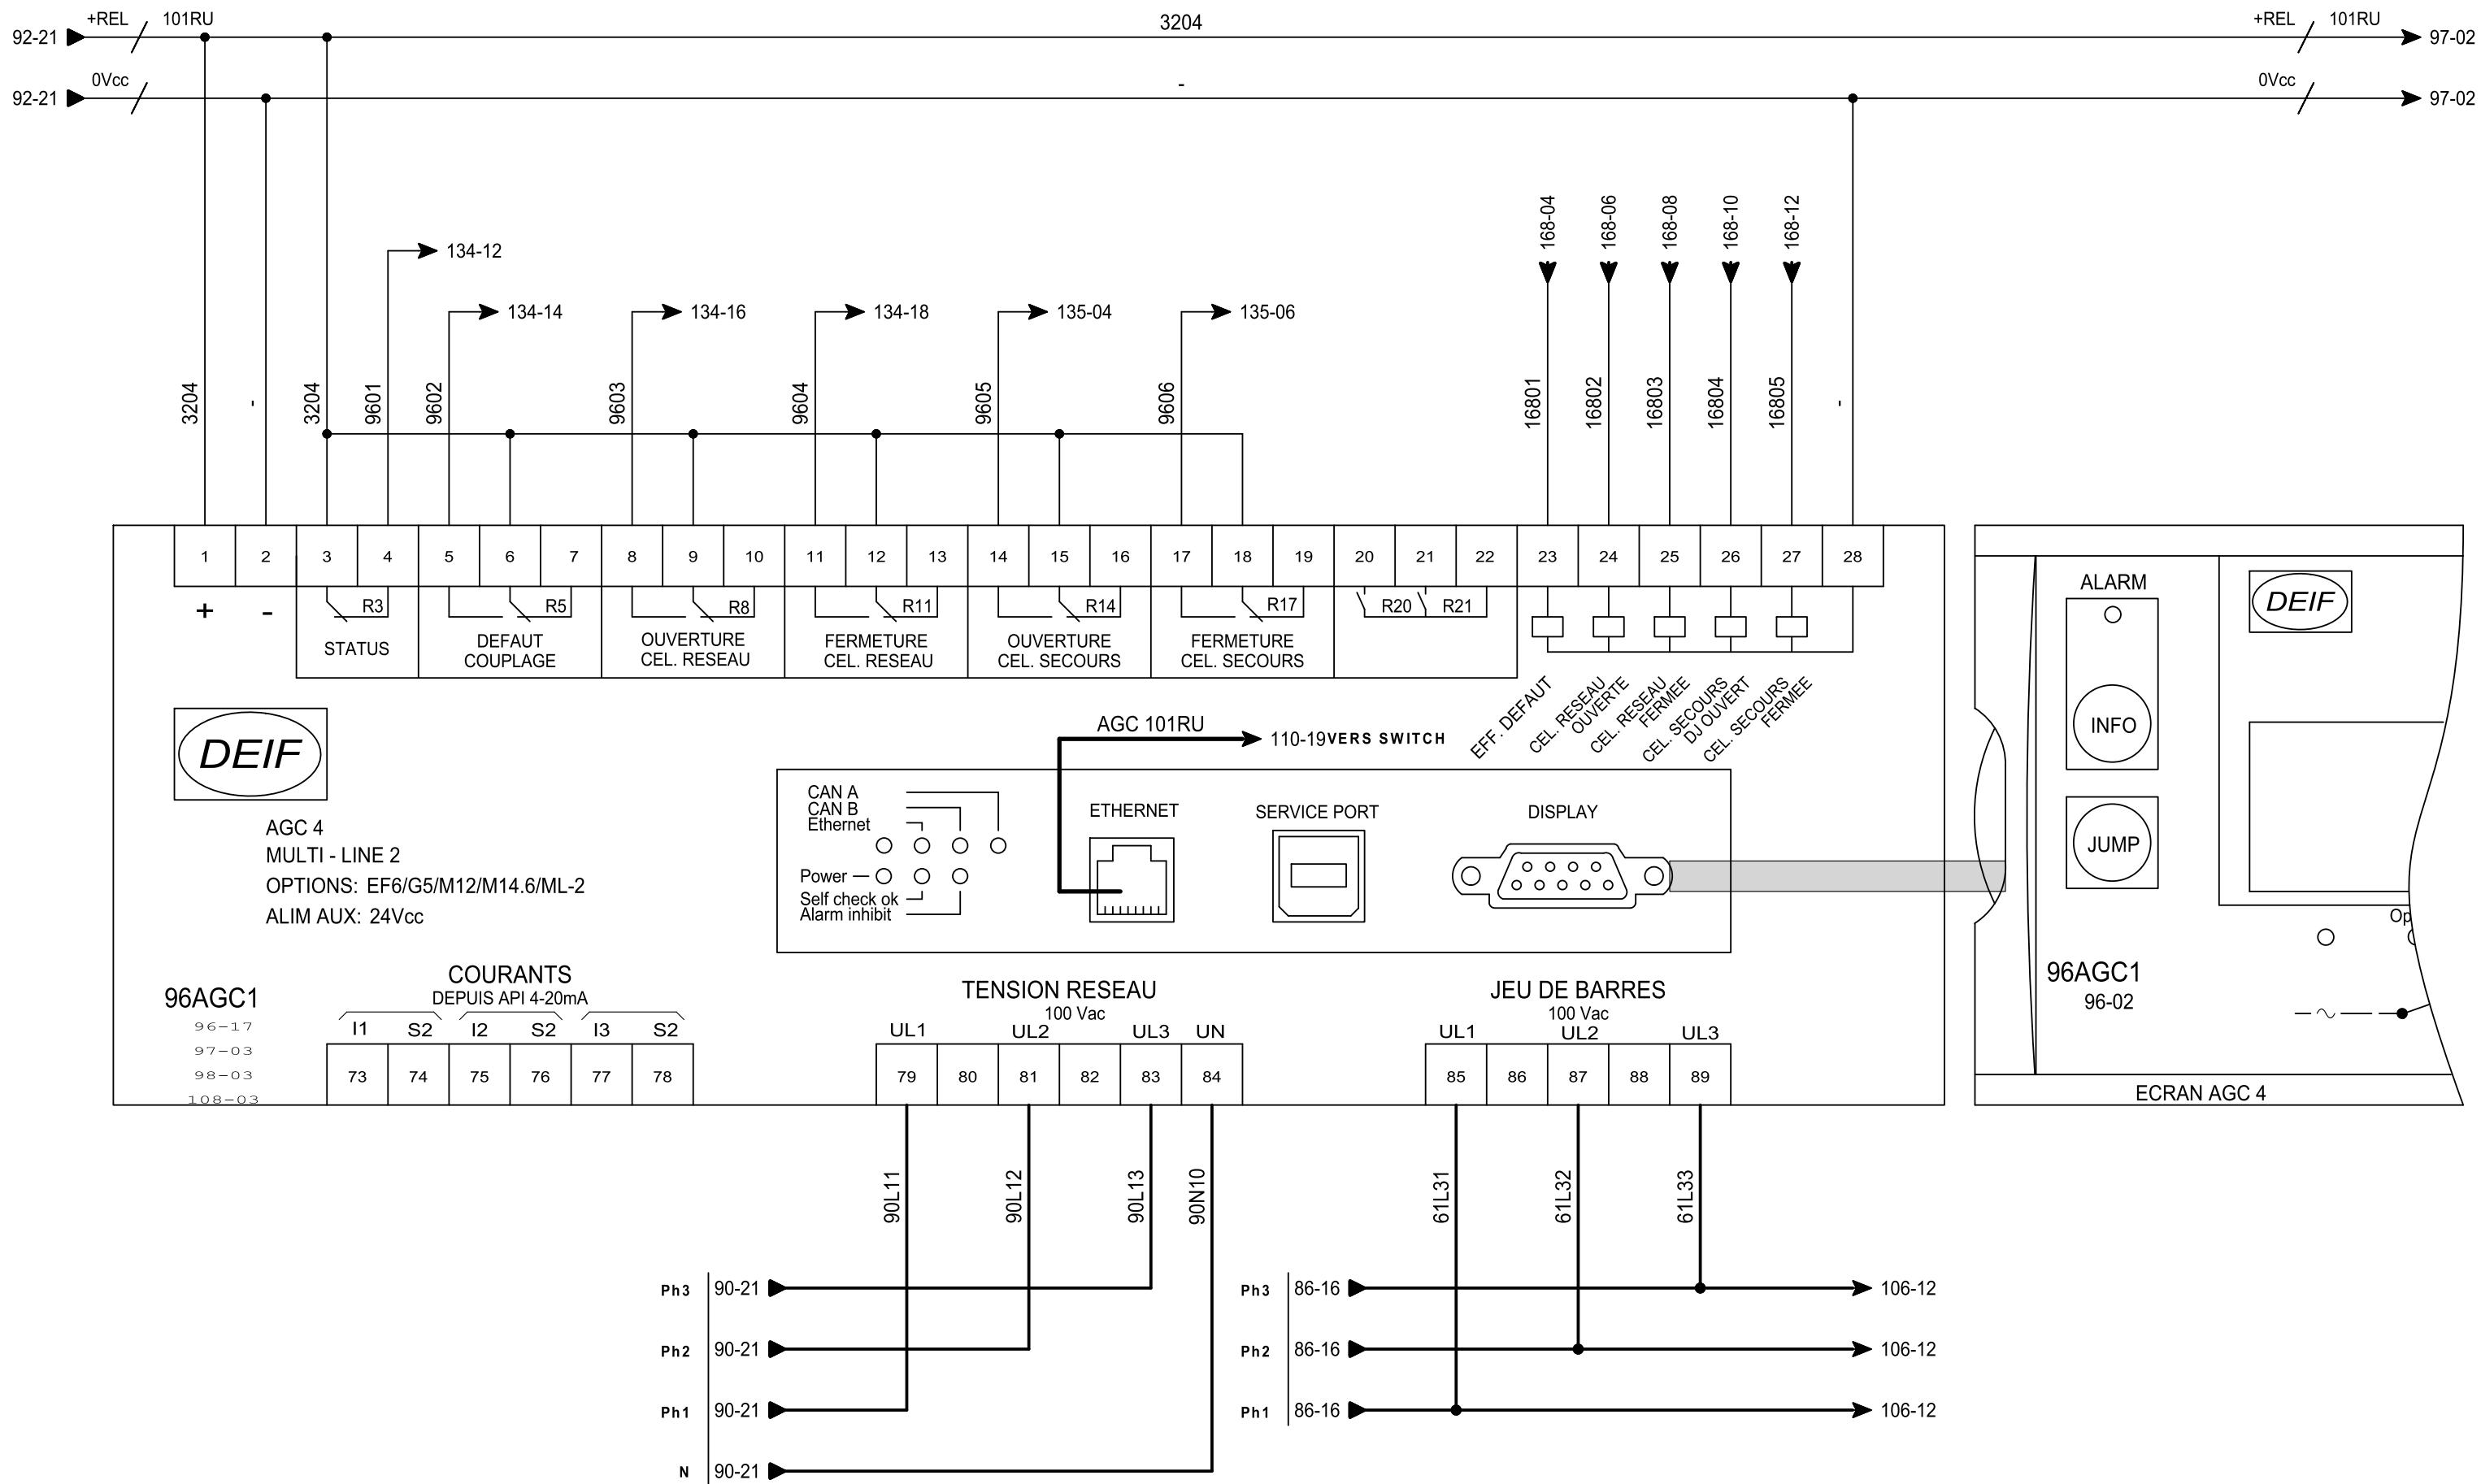 +REL 101RU 3204 +REL 101RU
92-21 97-02
0Vcc - 0Vcc
92-21 97-02
168-04 168-06 168-08 168-10 168-12
134-12
134-14 134-16 134-18 135-04 135-06
3204 - 3204 9601 9602 9603 9604 9605 9606 16801 16802 16803 16804 16805 -
1 2 3 4 5 6 7 8 9 10 11 12 13 14 15 16 17 18 19 20 21 22 23 24 25 26 27 28
+ - R3 R5 R8 R11 R14 R17 R20 R21
STATUS
DEFAUT
COUPLAGE
OUVERTURE
CEL. RESEAU
FERMETURE
CEL. RESEAU
OUVERTURE
CEL. SECOURS
FERMETURE
CEL. SECOURS
EFF. DEFAUT
CEL. RESEAU
OUVERTE
CEL. RESEAU
FERMEE
CEL. SECOURS
DJ OUVERT
CEL. SECOURS
FERMEE
DEIF
AGC 4
MULTI - LINE 2
OPTIONS: EF6/G5/M12/M14.6/ML-2
ALIM AUX: 24Vcc
AGC 101RU
110-19 VERS SWITCH
CAN A
CAN B
Ethernet
Power
Self check ok
Alarm inhibit
ETHERNET
SERVICE PORT
DISPLAY
ALARM
DEIF
INFO
JUMP
Op
96AGC1
96-02
ECRAN AGC 4
96AGC1
96-17
97-03
98-03
108-03
COURANTS
DEPUIS API 4-20mA
I1 S2 I2 S2 I3 S2
73 74 75 76 77 78
TENSION RESEAU
100 Vac
UL1 UL2 UL3 UN
79 80 81 82 83 84
JEU DE BARRES
100 Vac
UL1 UL2 UL3
85 86 87 88 89
90L11 90L12 90L13 90N10 61L31 61L32 61L33
Ph3 90-21 Ph3 86-16 106-12
Ph2 90-21 Ph2 86-16 106-12
Ph1 90-21 Ph1 86-16 106-12
N 90-21